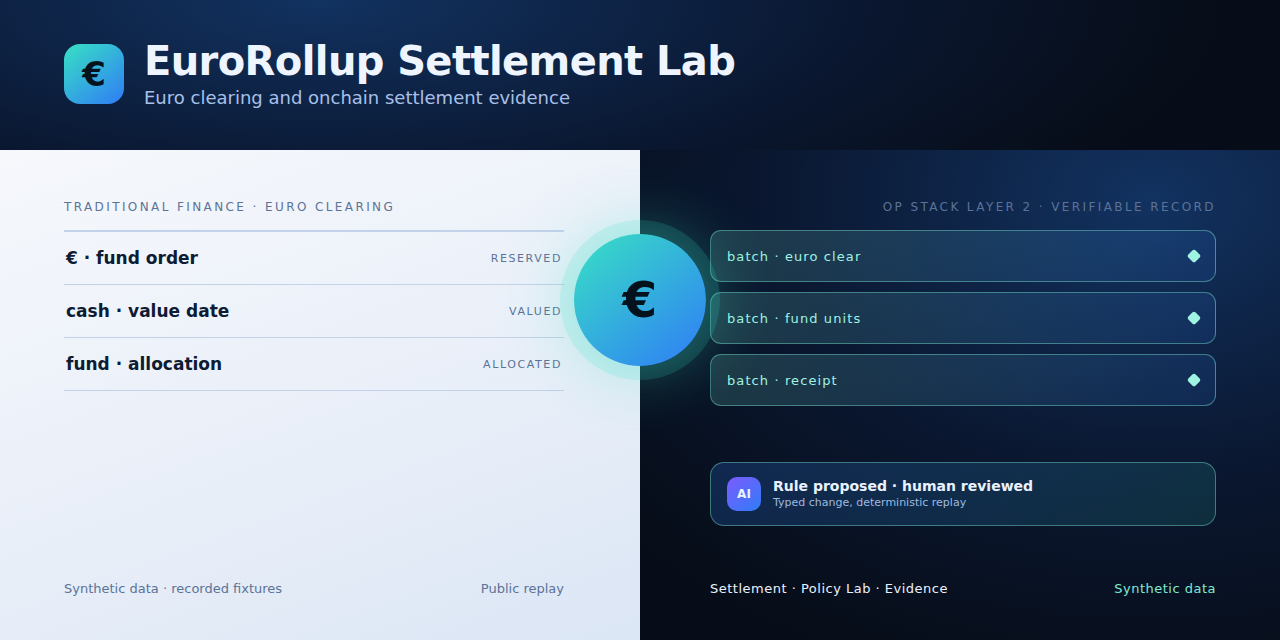 €
EuroRollup Settlement Lab
Euro clearing and onchain settlement evidence
TRADITIONAL FINANCE · EURO CLEARING
€ · fund order RESERVED
cash · value date VALUED
fund · allocation ALLOCATED
Synthetic data · recorded fixtures Public replay
€
OP STACK LAYER 2 · VERIFIABLE RECORD
batch · euro clear
batch · fund units
batch · receipt
AI
Rule proposed · human reviewed
Typed change, deterministic replay
Settlement · Policy Lab · Evidence Synthetic data